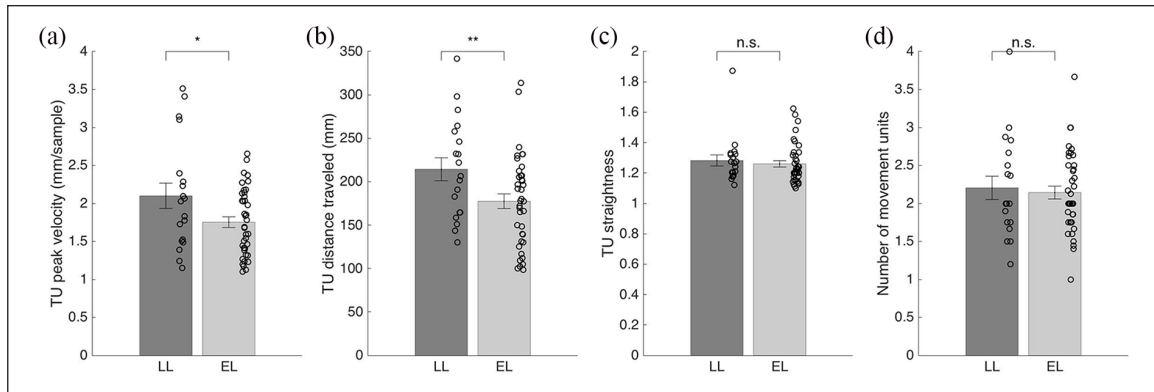 (a)
*
TU peak velocity (mm/sample)
4
3.5
3
2.5
2
1.5
1
0.5
0
LL EL
(b)
**
TU distance traveled (mm)
350
300
250
200
150
100
50
0
LL EL
(c)
n.s.
TU straightness
2
1.8
1.6
1.4
1.2
1
0.8
0.6
0.4
0.2
0
LL EL
(d)
n.s.
Number of movement units
4
3.5
3
2.5
2
1.5
1
0.5
0
LL EL